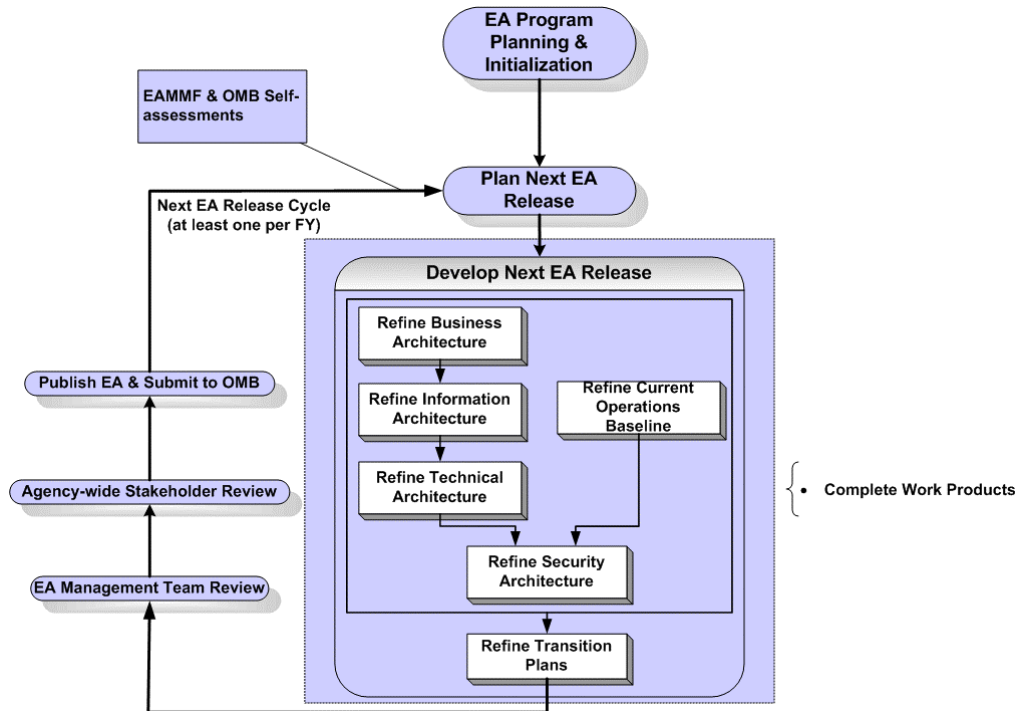 EA Program
Planning &
Initialization
EAMMF & OMB Self-
assessments
Plan Next EA
Release
Next EA Release Cycle
(at least one per FY)
Develop Next EA Release
Refine Business
Architecture
Refine Information
Architecture
Refine Current
Operations
Baseline
Refine Technical
Architecture
Refine Security
Architecture
Refine Transition
Plans
Publish EA & Submit to OMB
Agency-wide Stakeholder Review
EA Management Team Review
• Complete Work Products